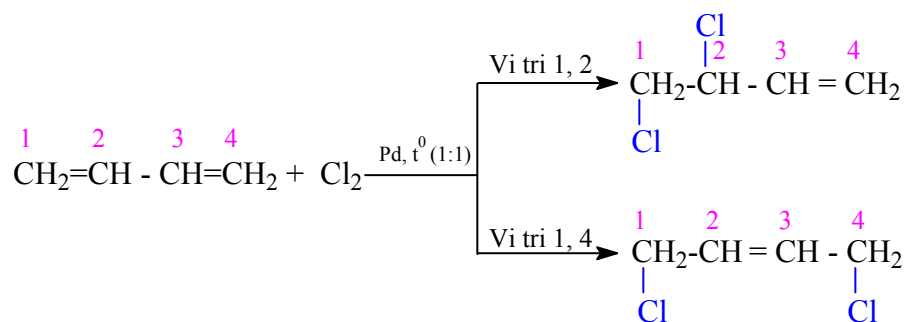 Cl
1 2 3 4
Vi tri 1, 2
CH₂-CH - CH = CH₂
Cl
1 2 3 4
CH₂=CH - CH=CH₂ + Cl₂ Pd, t⁰ (1:1)
1 2 3 4
Vi tri 1, 4
CH₂-CH = CH - CH₂
Cl Cl